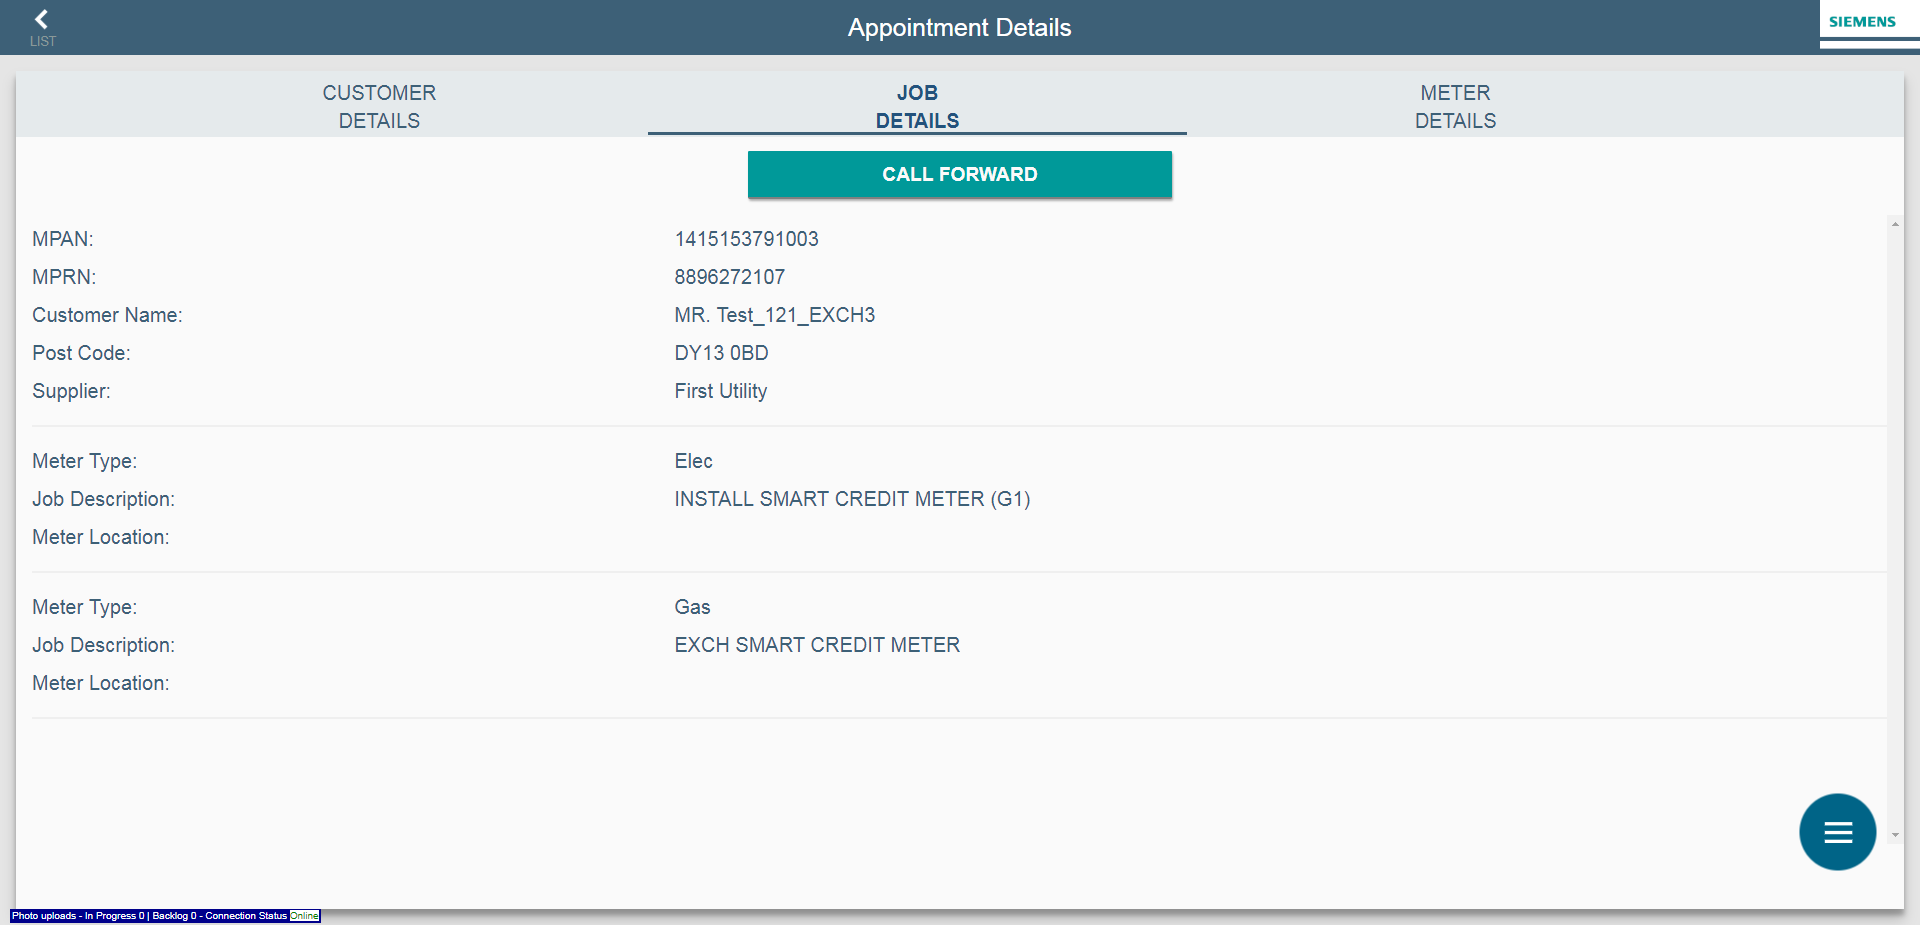 LIST
Appointment Details
SIEMENS
CUSTOMER
DETAILS
JOB
DETAILS
METER
DETAILS
CALL FORWARD
MPAN: 1415153791003
MPRN: 8896272107
Customer Name: MR. Test_121_EXCH3
Post Code: DY13 0BD
Supplier: First Utility
Meter Type: Elec
Job Description: INSTALL SMART CREDIT METER (G1)
Meter Location:
Meter Type: Gas
Job Description: EXCH SMART CREDIT METER
Meter Location:
Photo uploads - In Progress 0 | Backlog 0 - Connection Status Online